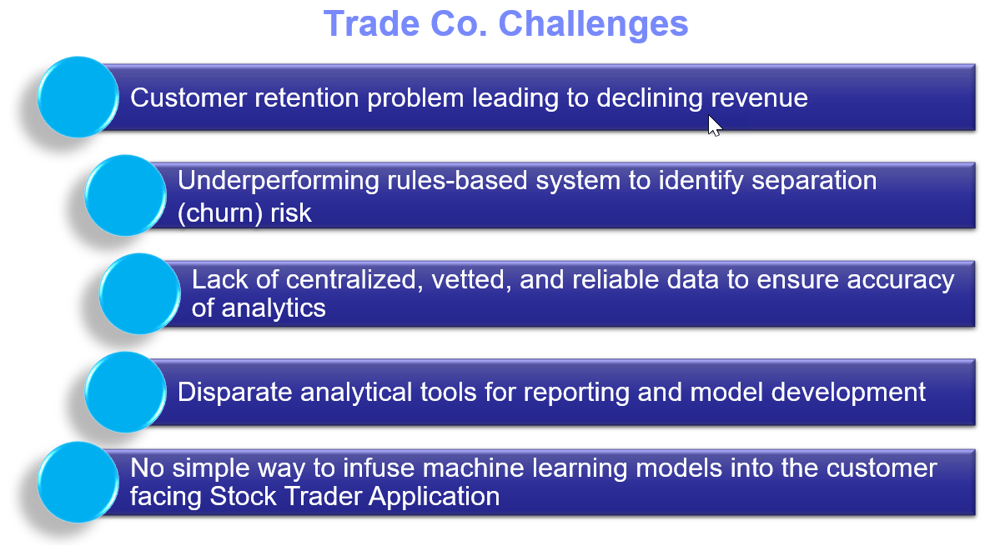 Trade Co. Challenges
Customer retention problem leading to declining revenue
Underperforming rules-based system to identify separation
(churn) risk
Lack of centralized, vetted, and reliable data to ensure accuracy
of analytics
Disparate analytical tools for reporting and model development
No simple way to infuse machine learning models into the customer
facing Stock Trader Application